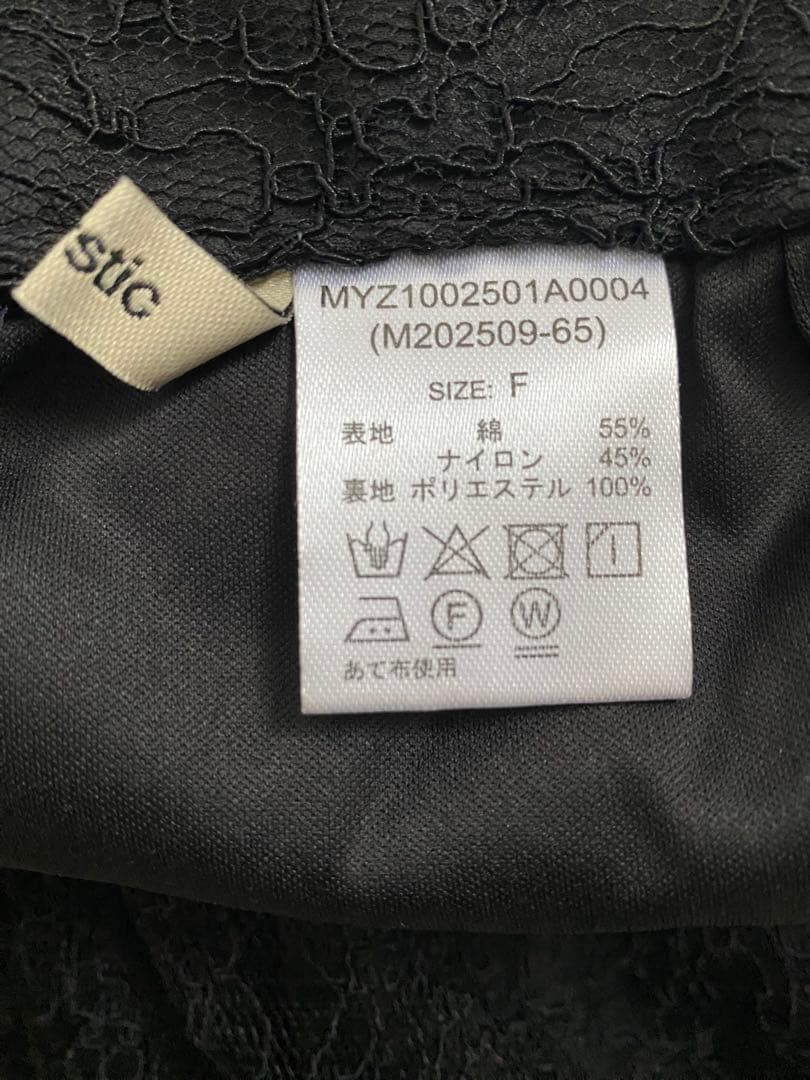 stic
MYZ1002501A0004
(M202509-65)
SIZE: F
表地 綿 55%
ナイロン 45%
裏地 ポリエステル 100%
F W
あて布使用